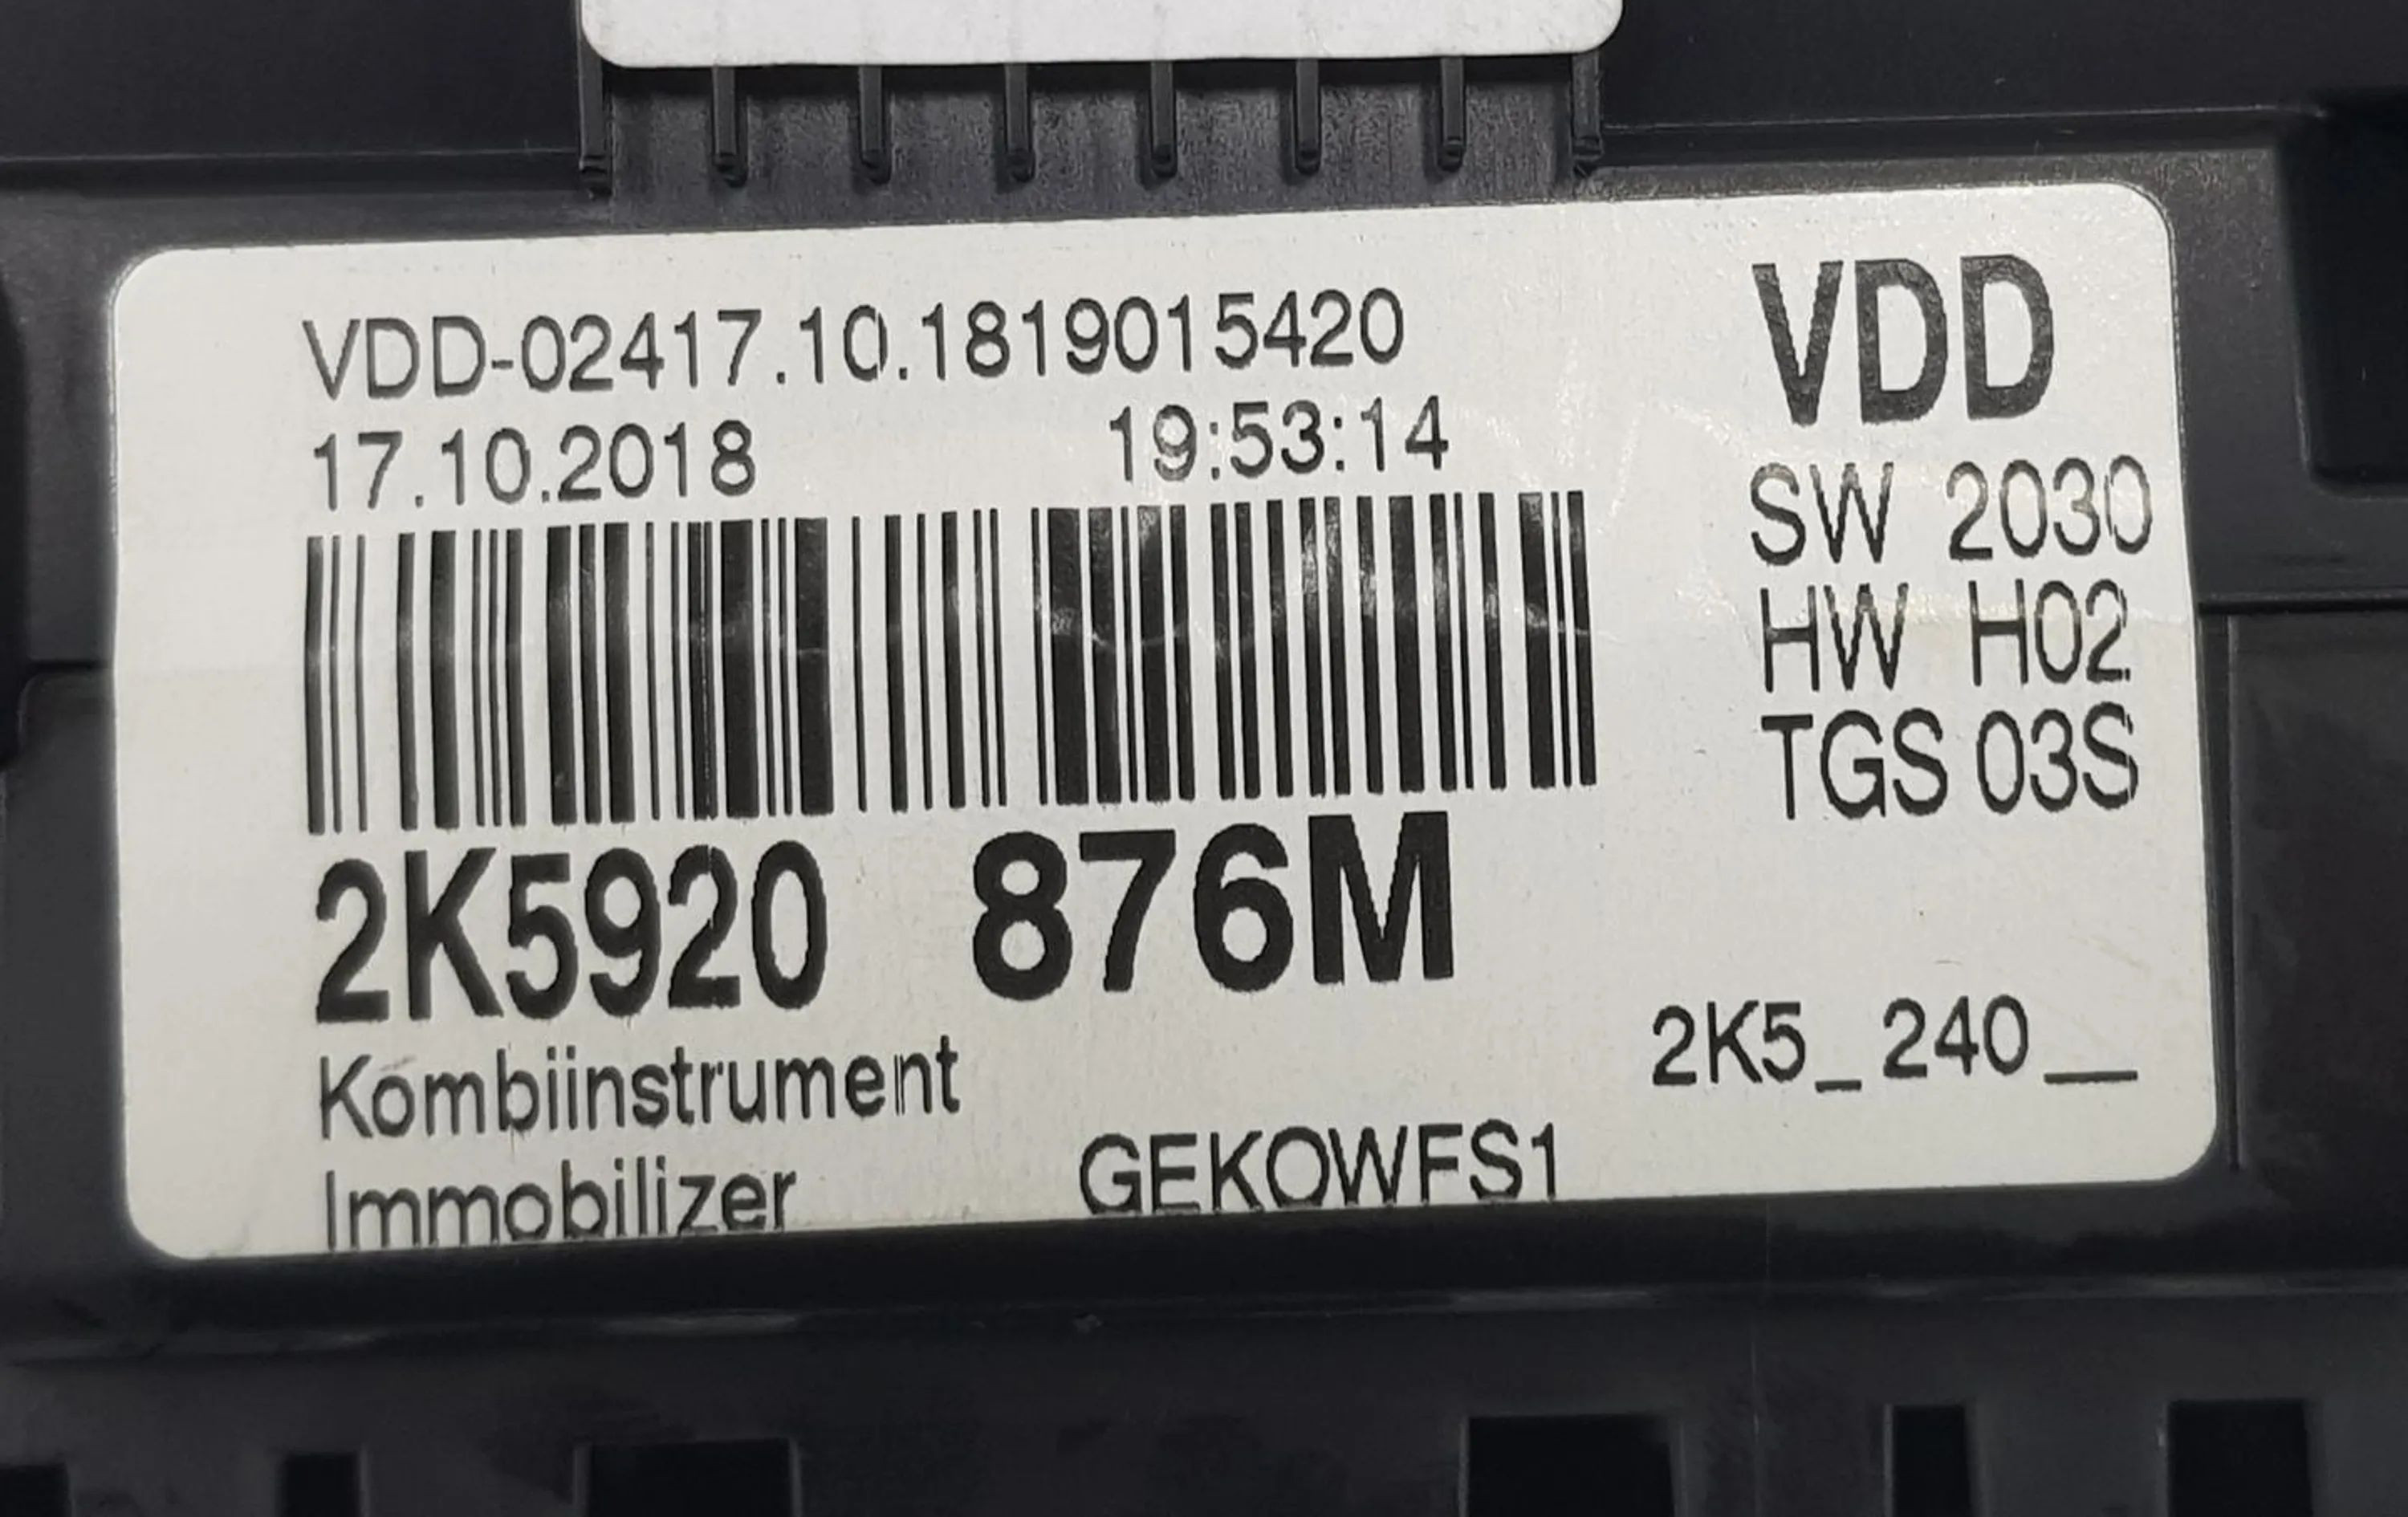 VDD-02417.10.1819015420
17.10.2018 19:53:14
VDD
SW 2030
HW H02
TGS 03S
2K5920 876M
Kombiinstrument
2K5_240__
Immobilizer GEKOWFS1